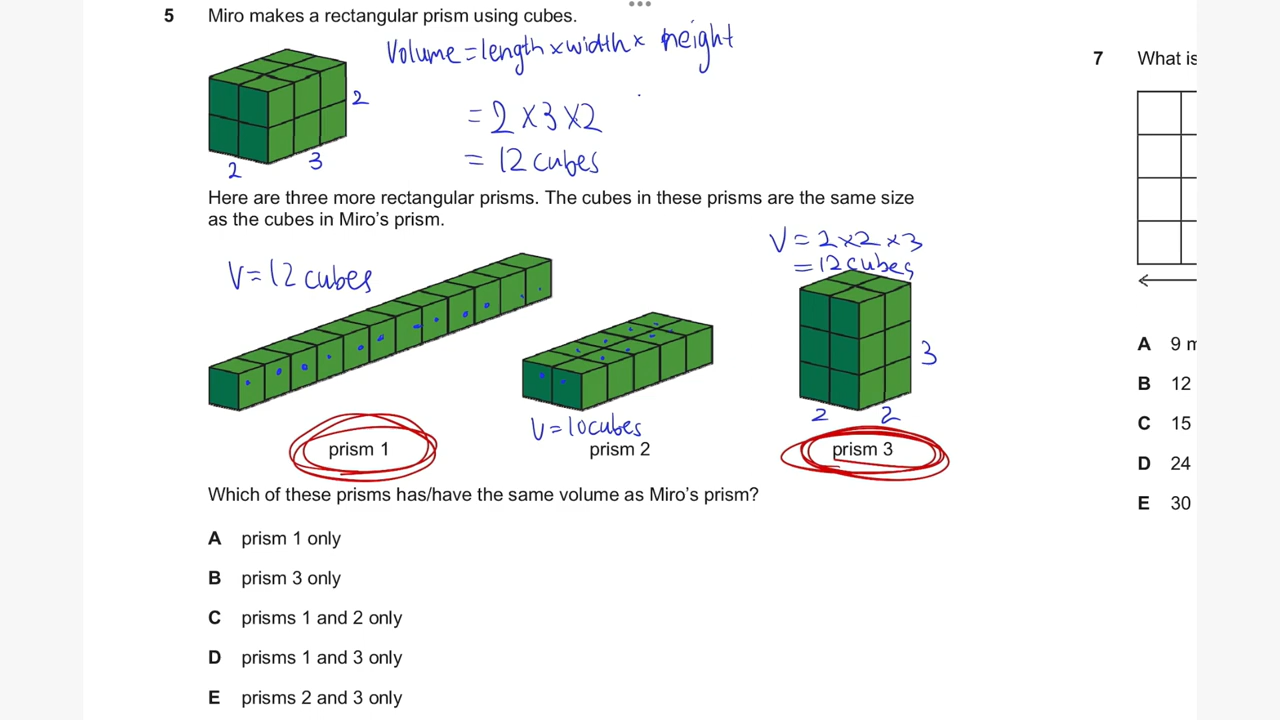 5 Miro makes a rectangular prism using cubes.
Volume = length × width × height
2
= 2 × 3 × 2
= 12 cubes
2
3
Here are three more rectangular prisms. The cubes in these prisms are the same size
as the cubes in Miro's prism.
V = 12 cubes
V = 2 × 2 × 3
= 12 cubes
3
2
2
V = 10 cubes
prism 1
prism 2
prism 3
Which of these prisms has/have the same volume as Miro's prism?
A prism 1 only
B prism 3 only
C prisms 1 and 2 only
D prisms 1 and 3 only
E prisms 2 and 3 only
7 What is
A 9
B 12
C 15
D 24
E 30